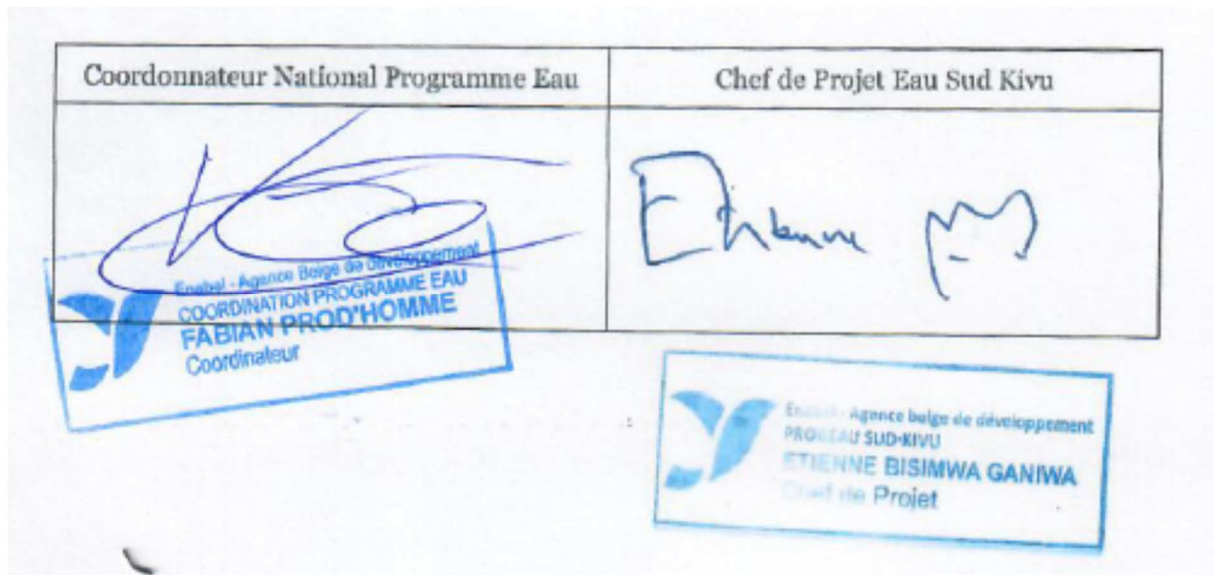 Coordonnateur National Programme Eau
Chef de Projet Eau Sud Kivu
Etienne
Enabel - Agence Belge de développement
COORDINATION PROGRAMME EAU
FABIAN PROD'HOMME
Coordinateur
Enabel - Agence belge de développement
PROGEAU SUD-KIVU
ETIENNE BISIMWA GANIWA
Chef de Projet